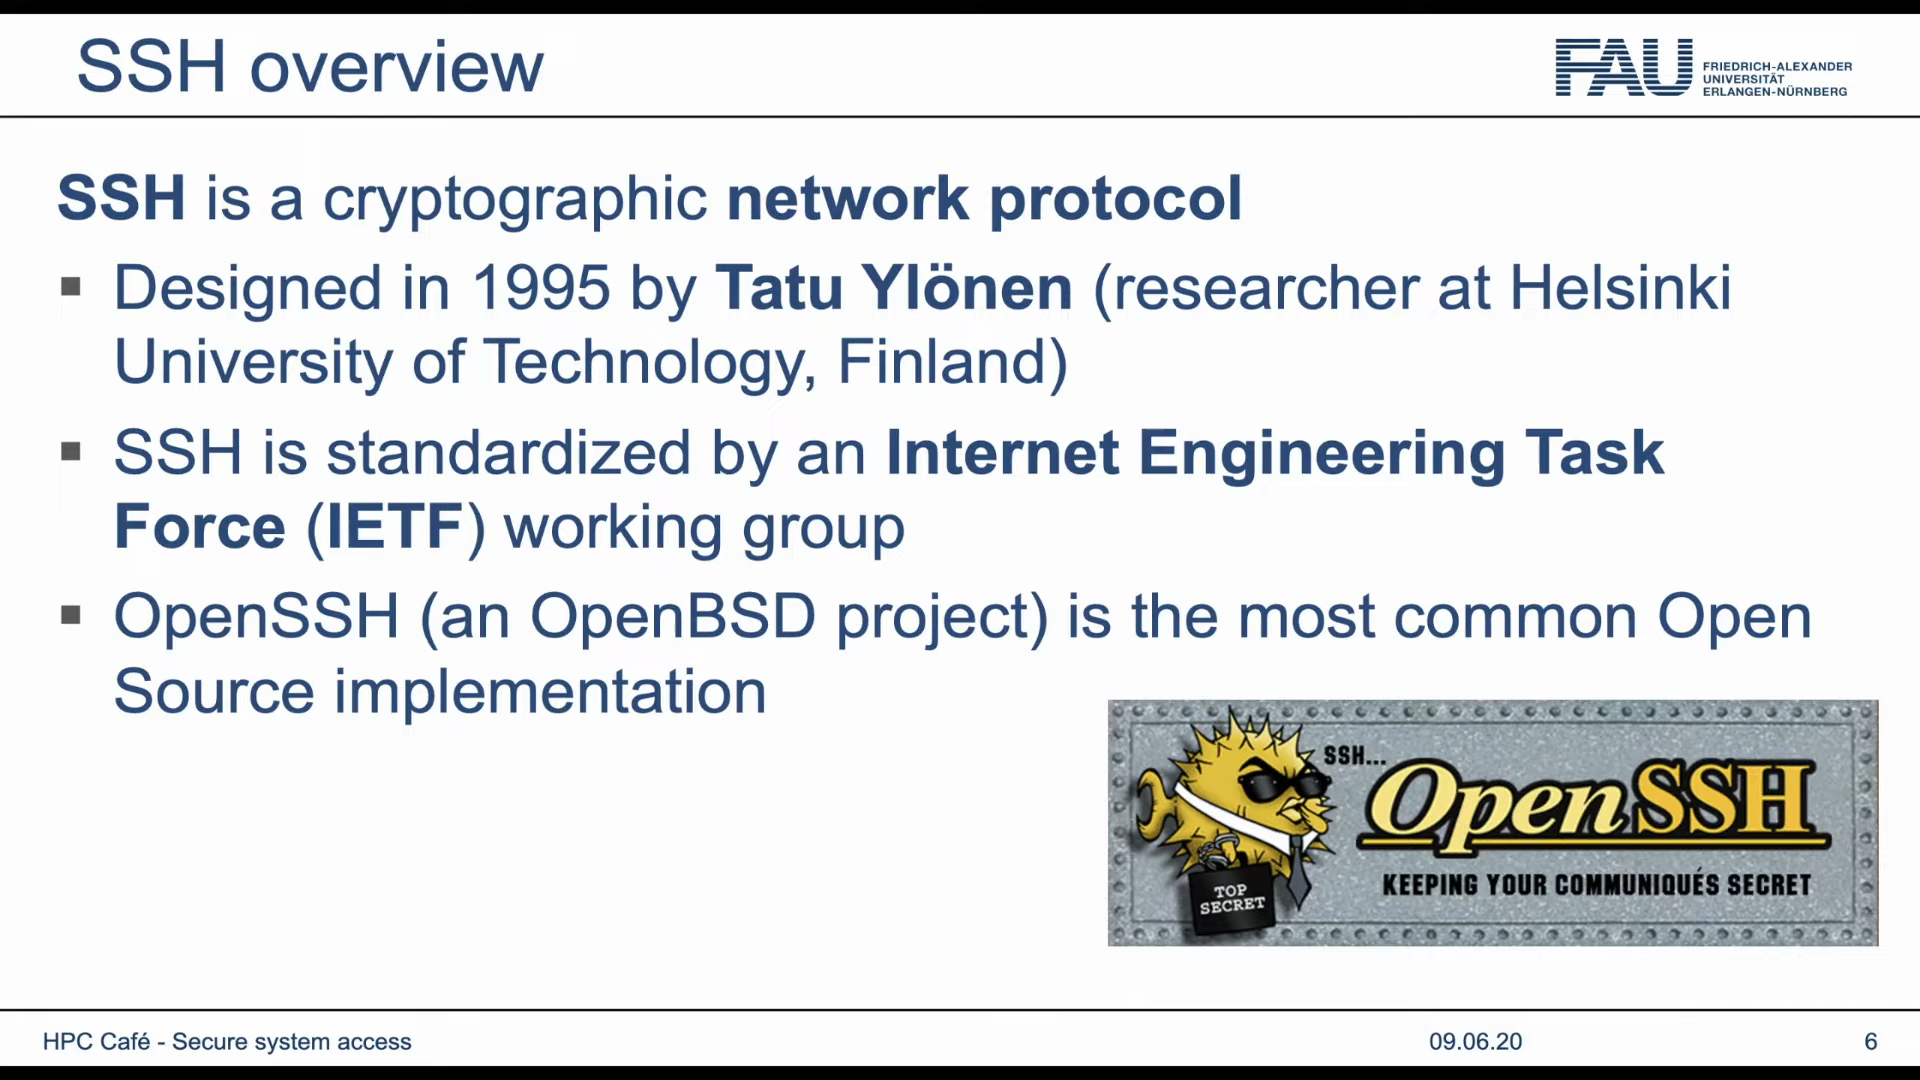 SSH overview
FAU
FRIEDRICH-ALEXANDER
UNIVERSITÄT
ERLANGEN-NÜRNBERG
SSH is a cryptographic network protocol
▪ Designed in 1995 by Tatu Ylönen (researcher at Helsinki
University of Technology, Finland)
▪ SSH is standardized by an Internet Engineering Task
Force (IETF) working group
▪ OpenSSH (an OpenBSD project) is the most common Open
Source implementation
SSH...
OpenSSH
KEEPING YOUR COMMUNIQUÉS SECRET
TOP
SECRET
HPC Café - Secure system access
09.06.20
6